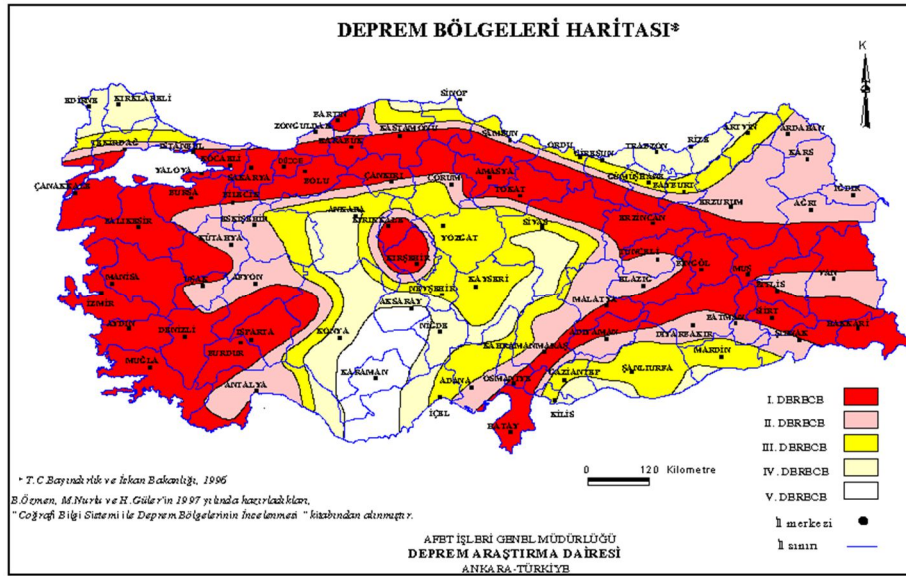 DEPREM BÖLGELERİ HARİTASI*
K
SİNOP
EDİRNE
KIRKLARELİ
BARTIN
ZONGULDAK
KASTAMONU
SAMSUN
ARTVİN
ARDAHAN
TEKİRDAĞ
İSTANBUL
KARABÜK
ORDU
GİRESUN
TRABZON
RİZE
KARS
KOCAELİ
DÜZCE
YALOVA
SAKARYA
BOLU
ÇANKIRI
ÇORUM
AMASYA
TOKAT
GÜMÜŞHANE
BAYBURT
IĞDIR
ÇANAKKALE
BURSA
BİLECİK
ERZURUM
AĞRI
BALIKESİR
ESKİŞEHİR
ANKARA
KIRIKKALE
YOZGAT
SİVAS
ERZİNCAN
KÜTAHYA
KIRŞEHİR
TUNCELİ
BİNGÖL
MUŞ
MANİSA
UŞAK
AFYON
NEVŞEHİR
KAYSERİ
ELAZIĞ
BİTLİS
VAN
İZMİR
AKSARAY
MALATYA
AYDIN
DENİZLİ
ISPARTA
KONYA
NİĞDE
ADIYAMAN
DİYARBAKIR
BATMAN
SİİRT
ŞIRNAK
HAKKARİ
BURDUR
KAHRAMANMARAŞ
MUĞLA
KARAMAN
ADANA
OSMANİYE
GAZİANTEP
ŞANLIURFA
MARDİN
ANTALYA
İÇEL
KİLİS
HATAY
I. DERECE
II. DERECE
III. DERECE
IV. DERECE
V. DERECE
İl merkezi
İl sınırı
0 120 Kilometre
* T.C.Bayındırlık ve İskan Bakanlığı, 1996
B.Özmen, M.Nurlu ve H.Güler'in 1997 yılında hazırladıkları,
"Coğrafi Bilgi Sistemi ile Deprem Bölgelerinin İncelenmesi" kitabından alınmıştır.
AFET İŞLERİ GENEL MÜDÜRLÜĞÜ
DEPREM ARAŞTIRMA DAİRESİ
ANKARA-TÜRKİYE